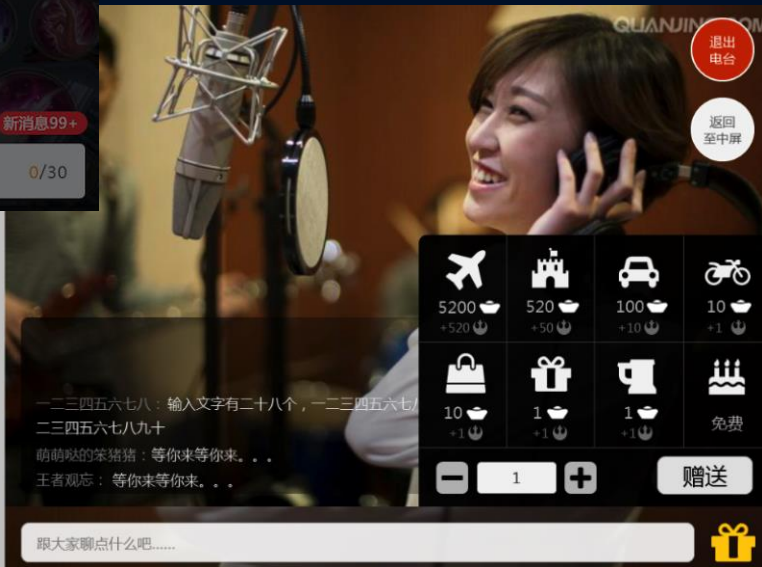 QUANJING.COM
退出
电台
新消息99+
返回
至中屏
0/30
5200
+520
520
+50
100
+10
10
+1
10
+1
1
+1
1
+1
免费
一二三四五六七八：输入文字有二十八个，一二三四五六七
二三四五六七八九十
萌萌哒的笨猪猪：等你来等你来。。。
王者观忘：等你来等你来。。。
1
赠送
跟大家聊点什么吧......